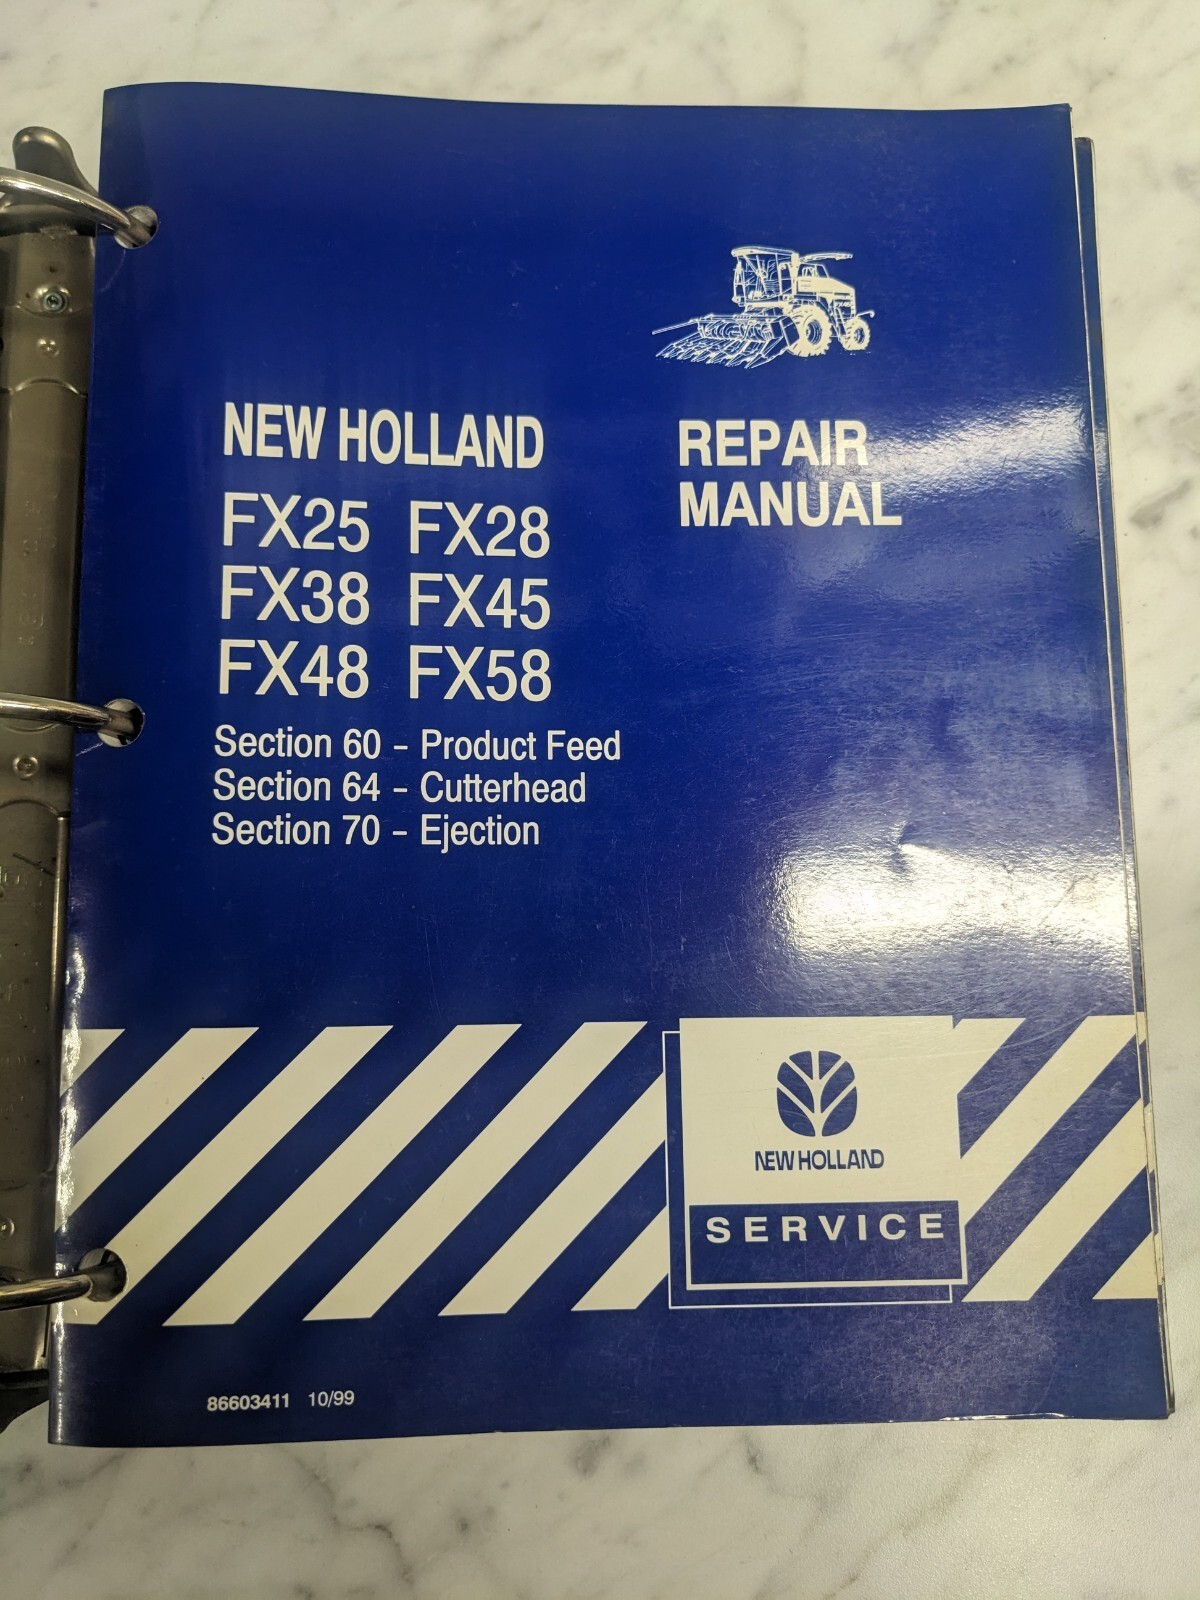 NEW HOLLAND
REPAIR
MANUAL
FX25 FX28
FX38 FX45
FX48 FX58
Section 60 - Product Feed
Section 64 - Cutterhead
Section 70 - Ejection
NEW HOLLAND
SERVICE
86603411 10/99